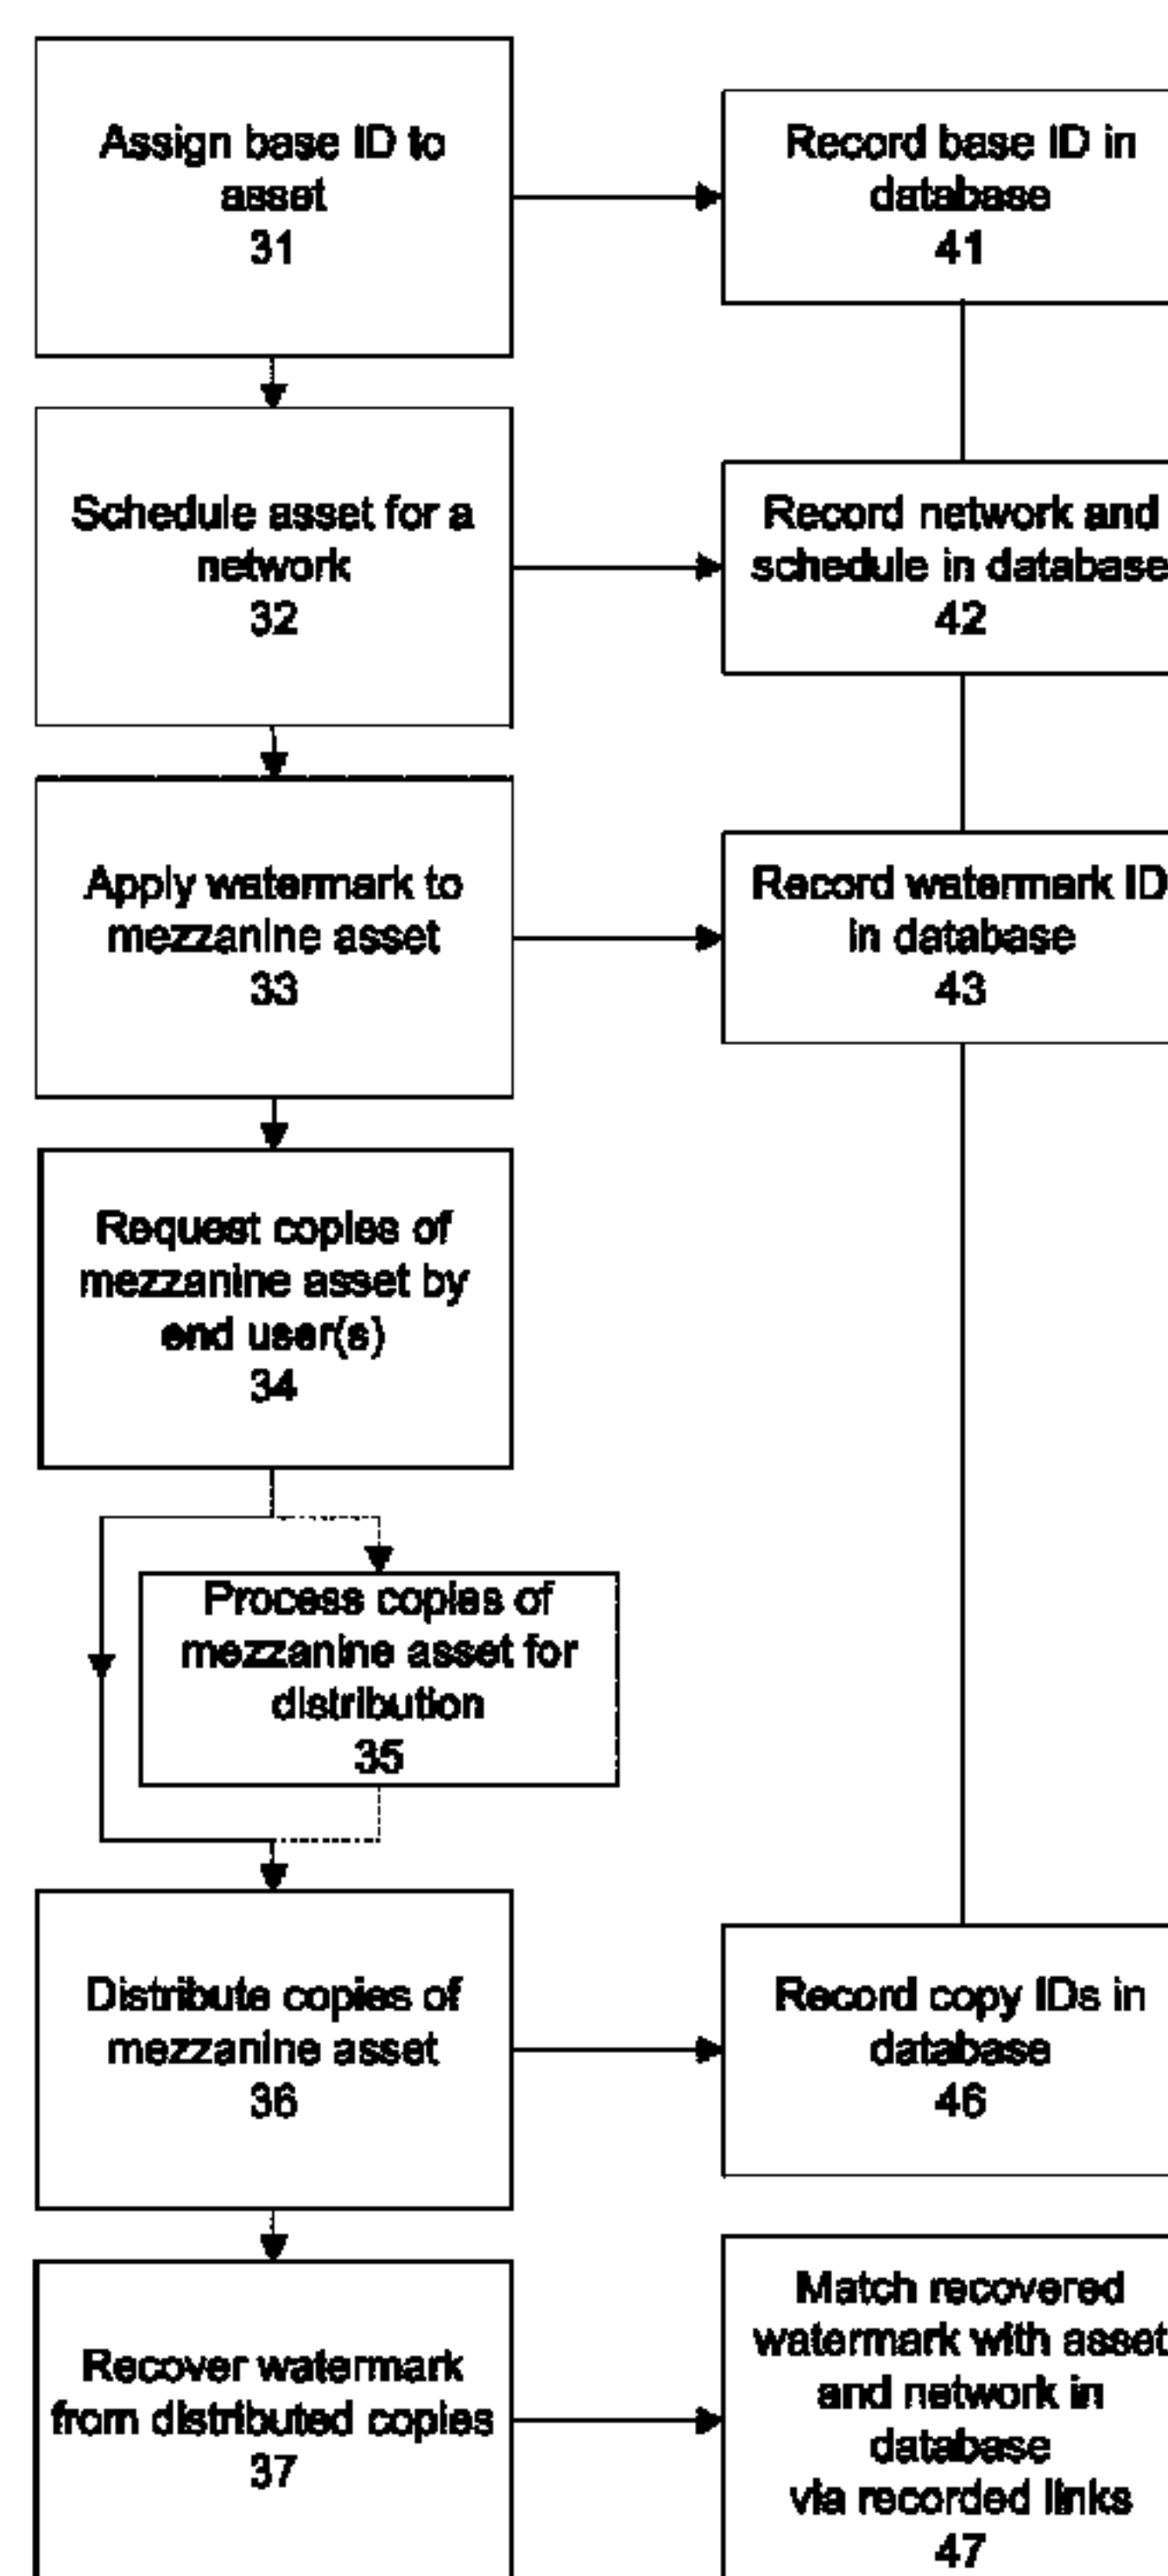 Assign base ID to
asset
31
Record base ID in
database
41
Schedule asset for a
network
32
Record network and
schedule in database
42
Apply watermark to
mezzanine asset
33
Record watermark ID
in database
43
Request copies of
mezzanine asset by
end user(s)
34
Process copies of
mezzanine asset for
distribution
35
Distribute copies of
mezzanine asset
36
Record copy IDs in
database
46
Recover watermark
from distributed copies
37
Match recovered
watermark with asset
and network in
database
via recorded links
47